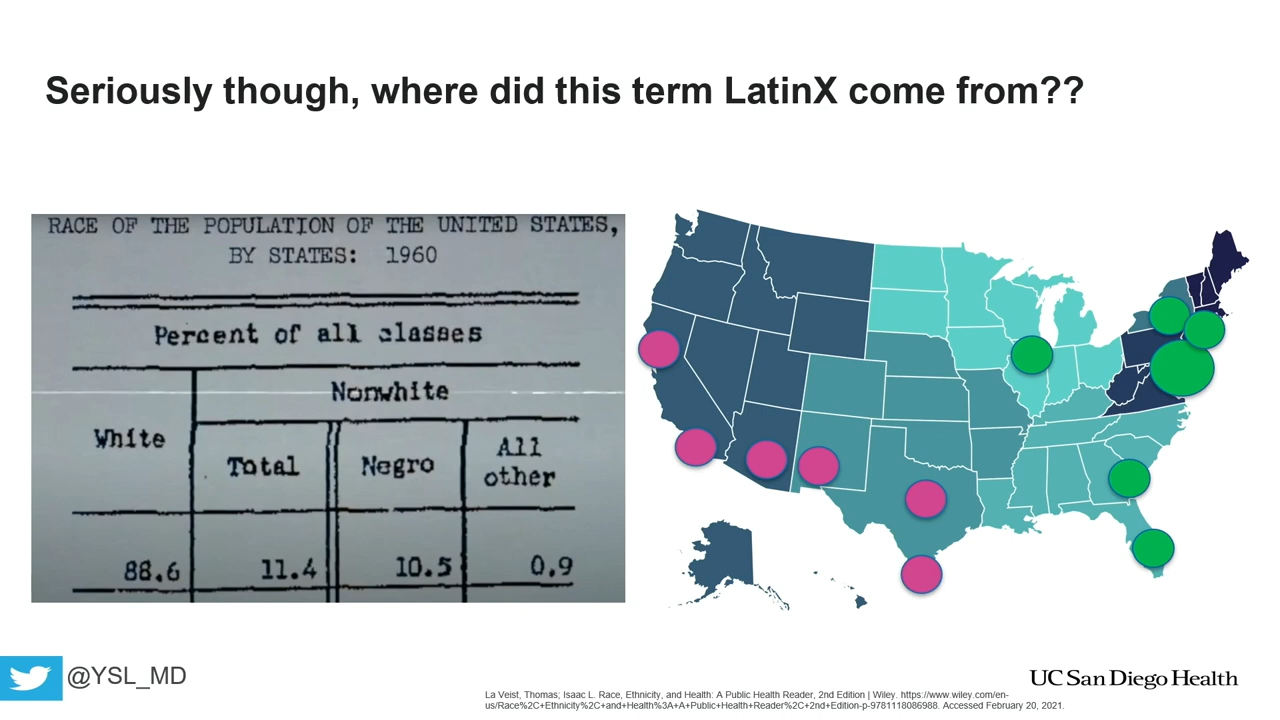 Seriously though, where did this term LatinX come from??
RACE OF THE POPULATION OF THE UNITED STATES,
BY STATES: 1960
Percent of all classes
Nonwhite
White
Total
Negro
All
other
88.6
11.4
10.5
0.9
@YSL_MD
UC San Diego Health
La Veist, Thomas; Isaac L. Race, Ethnicity, and Health: A Public Health Reader, 2nd Edition | Wiley. https://www.wiley.com/en-
us/Race%2C+Ethnicity%2C+and+Health%3A+A+Public+Health+Reader%2C+2nd+Edition-p-9781118086988. Accessed February 20, 2021.